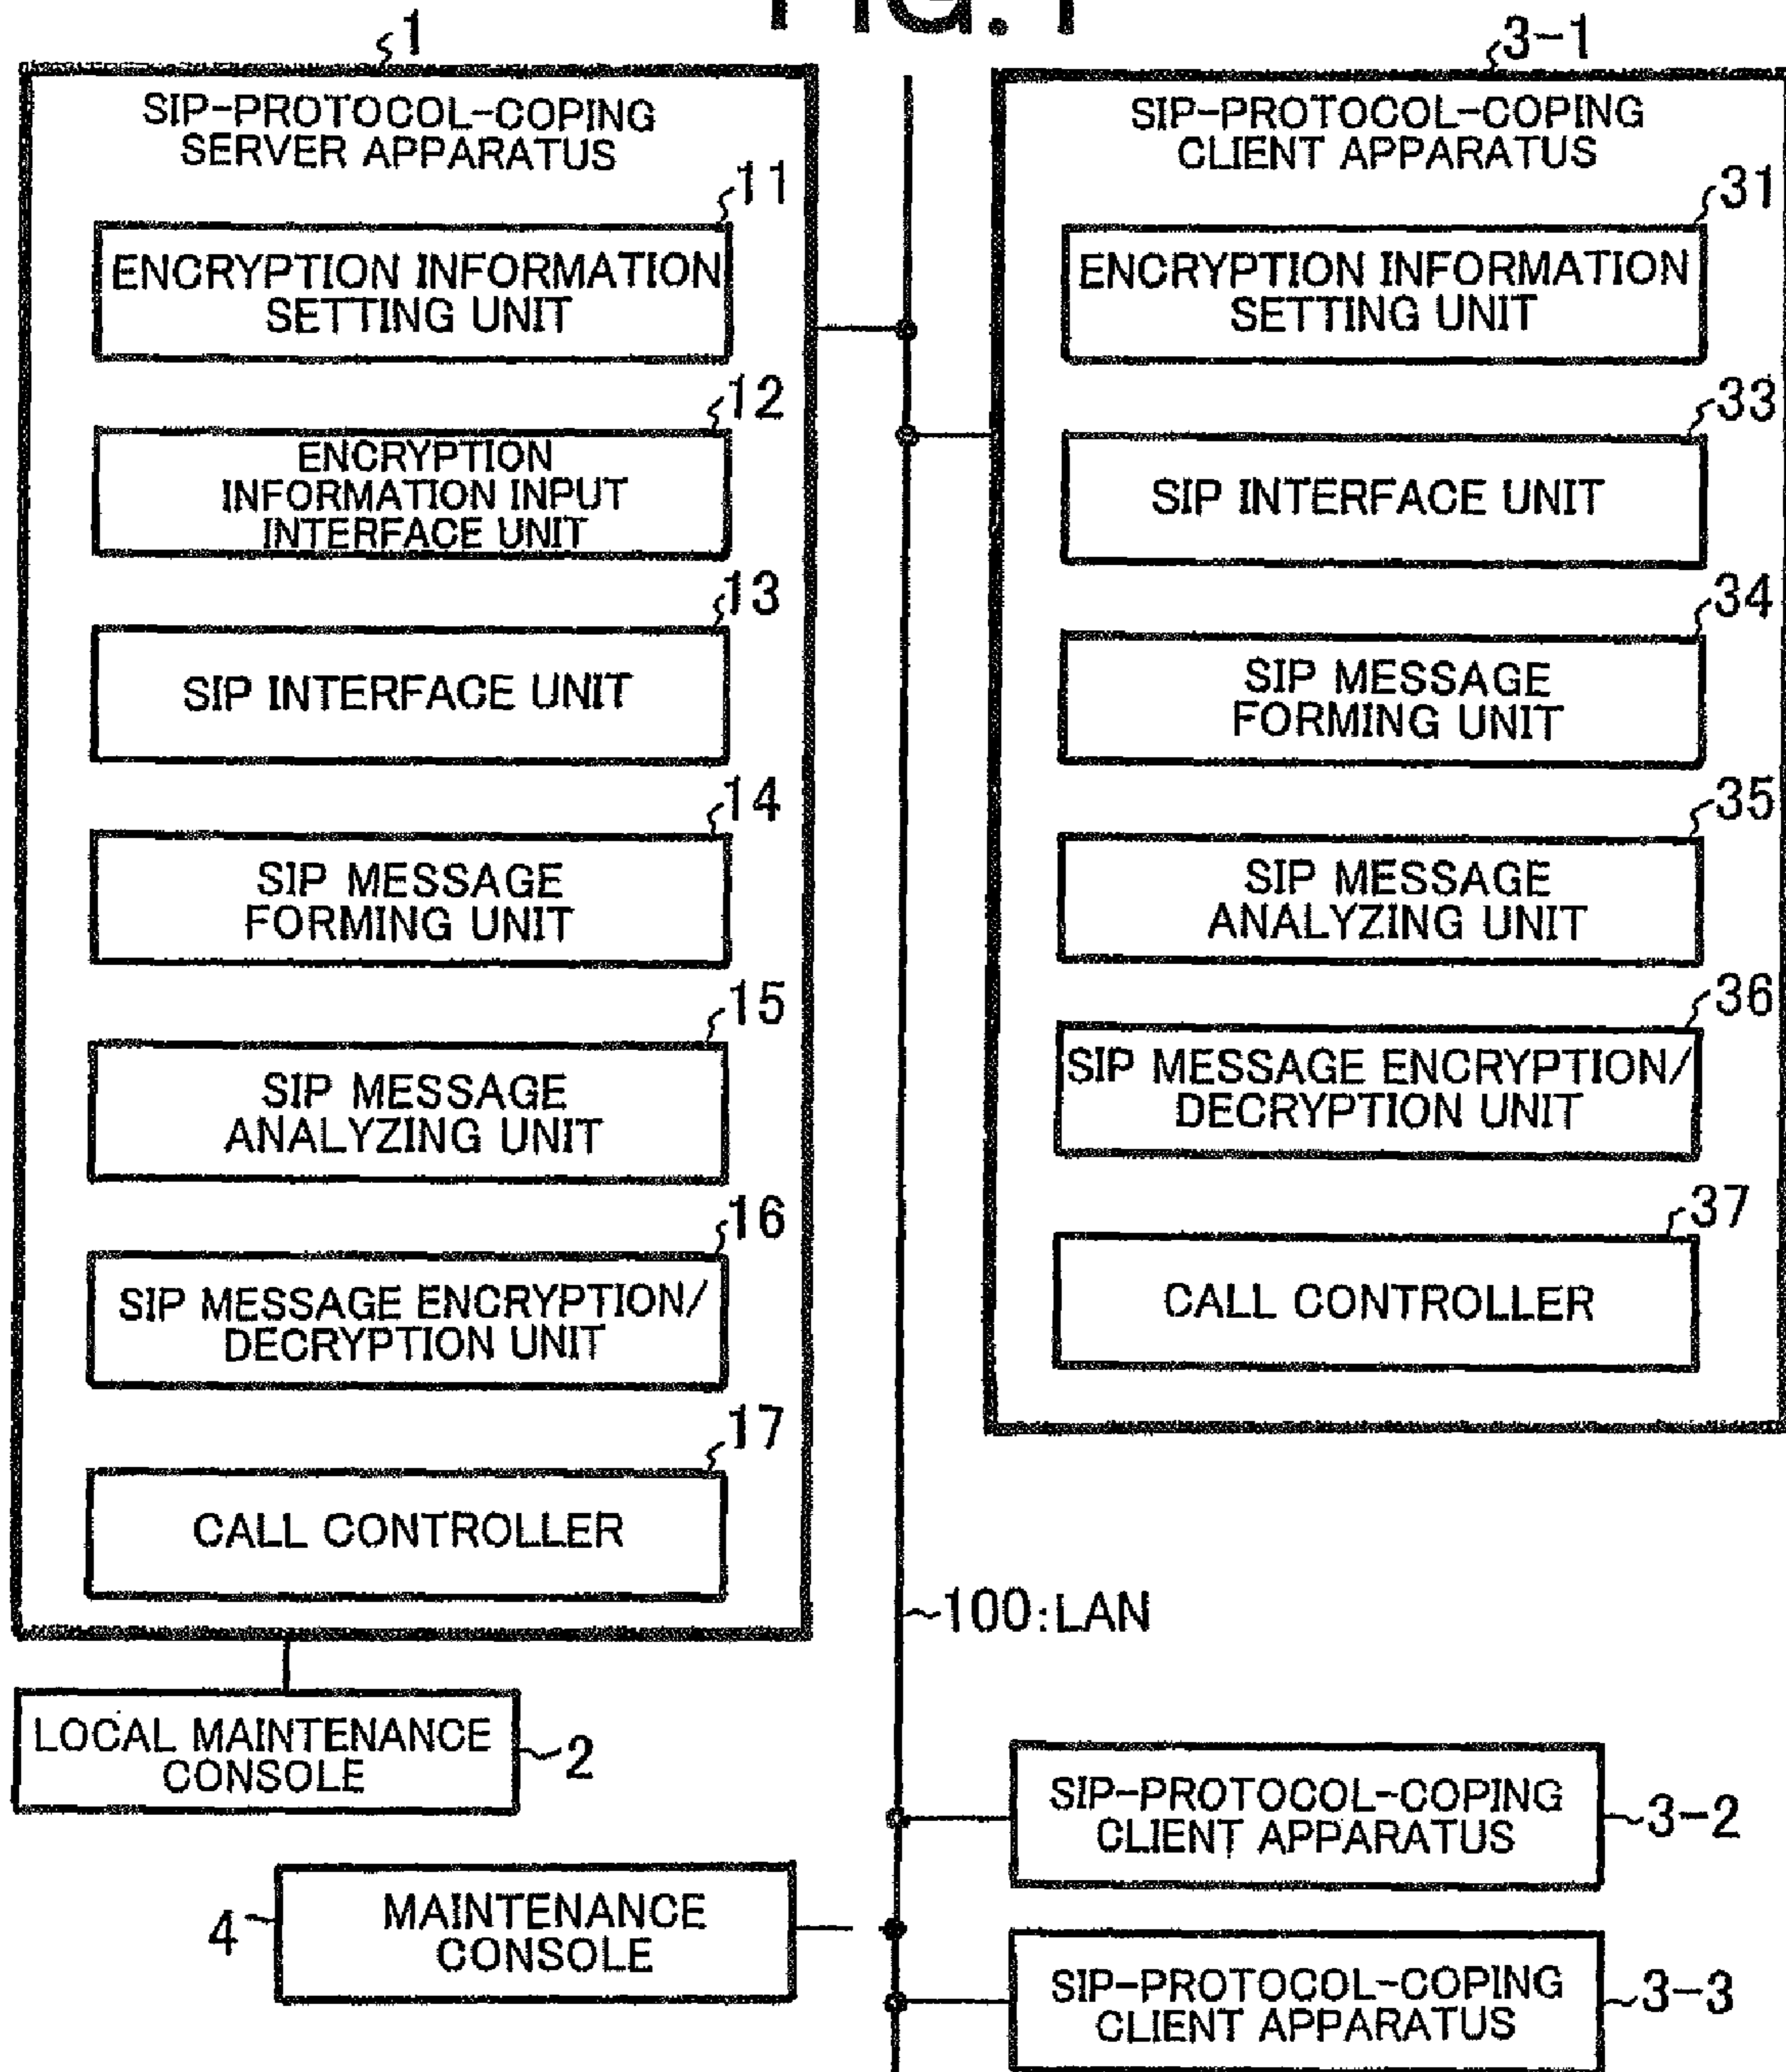 FIG.1
1
SIP-PROTOCOL-COPING
SERVER APPARATUS
11
ENCRYPTION INFORMATION
SETTING UNIT
12
ENCRYPTION
INFORMATION INPUT
INTERFACE UNIT
13
SIP INTERFACE UNIT
14
SIP MESSAGE
FORMING UNIT
15
SIP MESSAGE
ANALYZING UNIT
16
SIP MESSAGE ENCRYPTION/
DECRYPTION UNIT
17
CALL CONTROLLER
LOCAL MAINTENANCE
CONSOLE
2
4
MAINTENANCE
CONSOLE
100:LAN
3-1
SIP-PROTOCOL-COPING
CLIENT APPARATUS
31
ENCRYPTION INFORMATION
SETTING UNIT
33
SIP INTERFACE UNIT
34
SIP MESSAGE
FORMING UNIT
35
SIP MESSAGE
ANALYZING UNIT
36
SIP MESSAGE ENCRYPTION/
DECRYPTION UNIT
37
CALL CONTROLLER
SIP-PROTOCOL-COPING
CLIENT APPARATUS
3-2
SIP-PROTOCOL-COPING
CLIENT APPARATUS
3-3